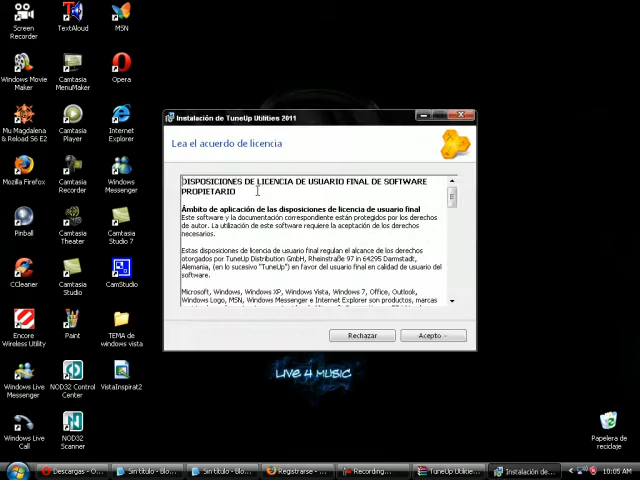 Screen
Recorder
TextAloud
MSN
Windows Movie
Maker
Camtasia
MenuMaker
Opera
Mu Magdalena
& Reload S6 E2
Camtasia
Player
Internet
Explorer
Mozilla Firefox
Camtasia
Recorder
Windows
Messenger
Pinball
Camtasia
Theater
Camtasia
Studio 7
CCleaner
Camtasia
Studio
CamStudio
Encore
Wireless Utility
Paint
TEMA de
windows vista
Windows Live
Messenger
NOD32 Control
Center
VistaInspirat2
Windows Live
Call
NOD32
Scanner
Instalación de TuneUp Utilities 2011
Lea el acuerdo de licencia
DISPOSICIONES DE LICENCIA DE USUARIO FINAL DE SOFTWARE
PROPIETARIO
Ámbito de aplicación de las disposiciones de licencia de usuario final
Este software y la documentación correspondiente están protegidos por los derechos
de autor. La utilización de este software requiere la aceptación de los derechos
necesarios.
Estas disposiciones de licencia de usuario final regulan el alcance de los derechos
otorgados por TuneUp Distribution GmbH, Rheinstraße 97 in 64295 Darmstadt,
Alemania, (en lo sucesivo "TuneUp") en favor del usuario final en calidad de usuario del
software.
Microsoft, Windows, Windows XP, Windows Vista, Windows 7, Office, Outlook,
Windows Logo, MSN, Windows Messenger e Internet Explorer son productos, marcas
Rechazar
Acepto
LIVE 4 MUSIC
Papelera de
reciclaje
Descargas - O...
Sin título - Blo...
Sin título - Blo...
Registrarse - ...
Recording...
TuneUp Utilitie...
Instalación de...
10:05 AM